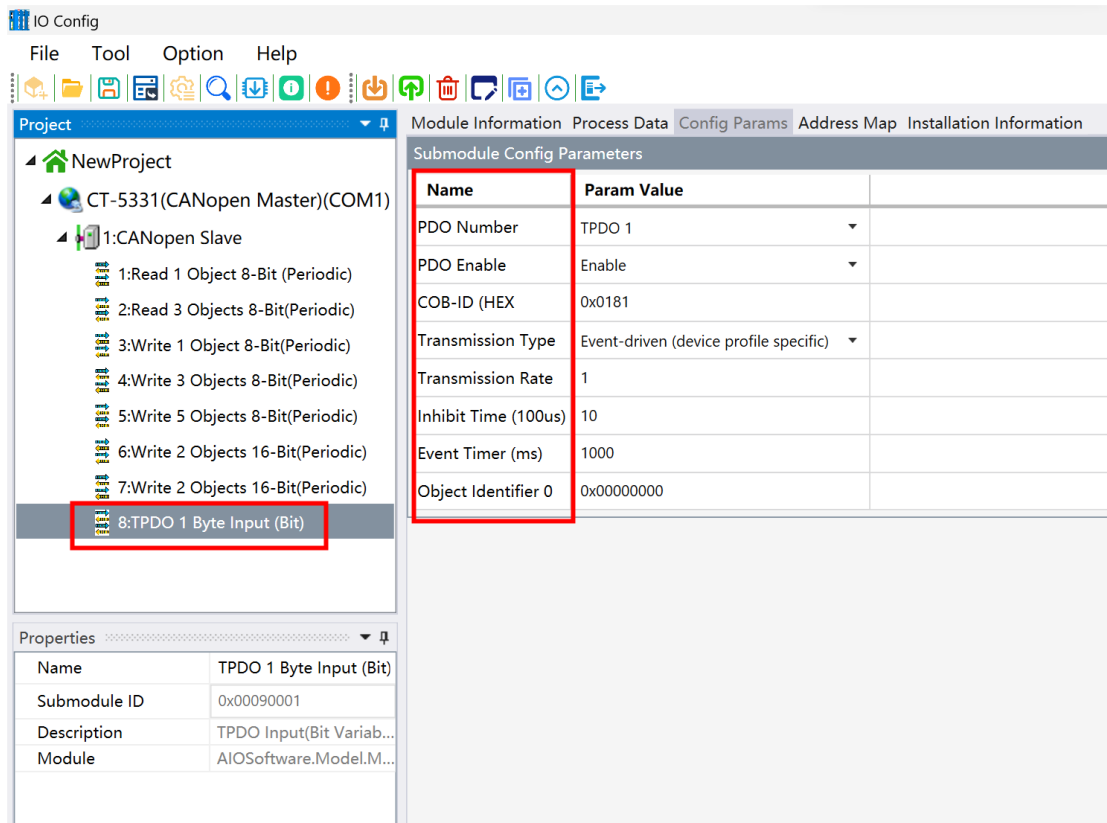 IO Config
File Tool Option Help
Project
NewProject
CT-5331(CANopen Master)(COM1)
1:CANopen Slave
1:Read 1 Object 8-Bit (Periodic)
2:Read 3 Objects 8-Bit(Periodic)
3:Write 1 Object 8-Bit(Periodic)
4:Write 3 Objects 8-Bit(Periodic)
5:Write 5 Objects 8-Bit(Periodic)
6:Write 2 Objects 16-Bit(Periodic)
7:Write 2 Objects 16-Bit(Periodic)
8:TPDO 1 Byte Input (Bit)
Properties
Name TPDO 1 Byte Input (Bit)
Submodule ID 0x00090001
Description TPDO Input(Bit Variab...
Module AIOSoftware.Model.M...
Module Information Process Data Config Params Address Map Installation Information
Submodule Config Parameters
Name Param Value
PDO Number TPDO 1
PDO Enable Enable
COB-ID (HEX 0x0181
Transmission Type Event-driven (device profile specific)
Transmission Rate 1
Inhibit Time (100us) 10
Event Timer (ms) 1000
Object Identifier 0 0x00000000